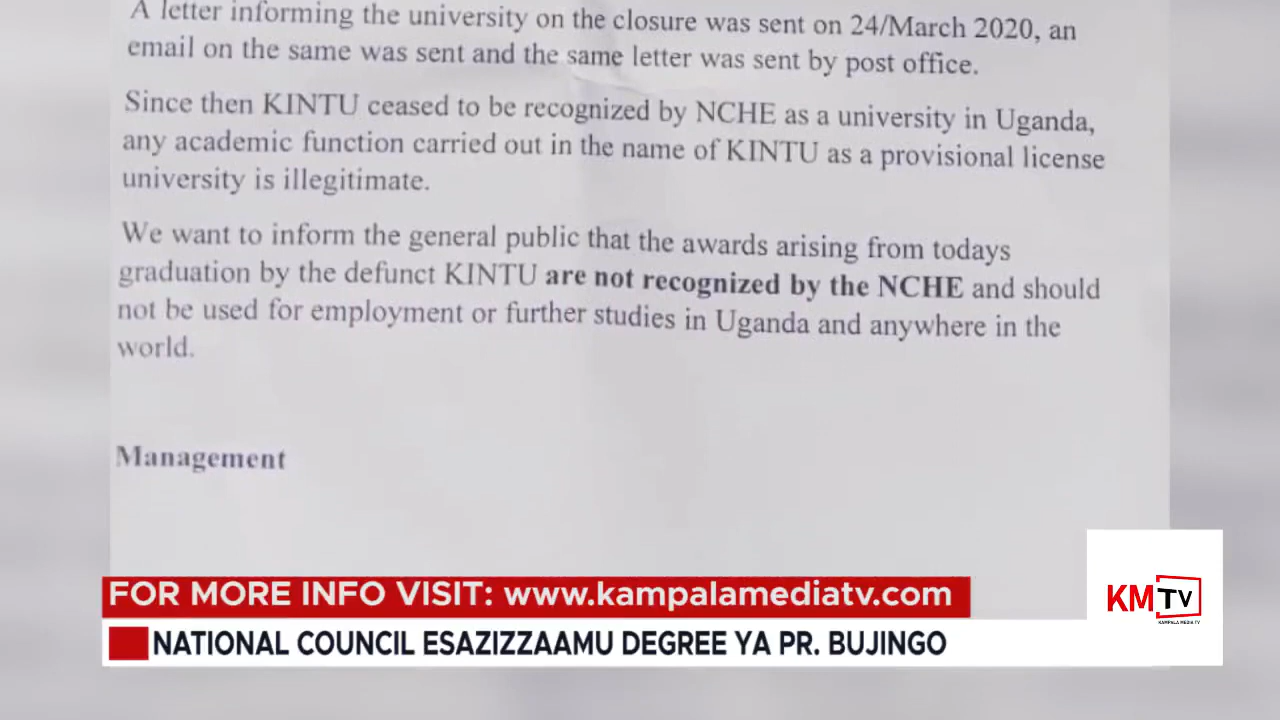 A letter informing the university on the closure was sent on 24/March 2020, an
email on the same was sent and the same letter was sent by post office.
Since then KINTU ceased to be recognized by NCHE as a university in Uganda,
any academic function carried out in the name of KINTU as a provisional license
university is illegitimate.
We want to inform the general public that the awards arising from todays
graduation by the defunct KINTU are not recognized by the NCHE and should
not be used for employment or further studies in Uganda and anywhere in the
world.
Management
FOR MORE INFO VISIT: www.kampalamediatv.com
NATIONAL COUNCIL ESAZIZZAAMU DEGREE YA PR. BUJINGO
KMTV
KAMPALA MEDIA TV